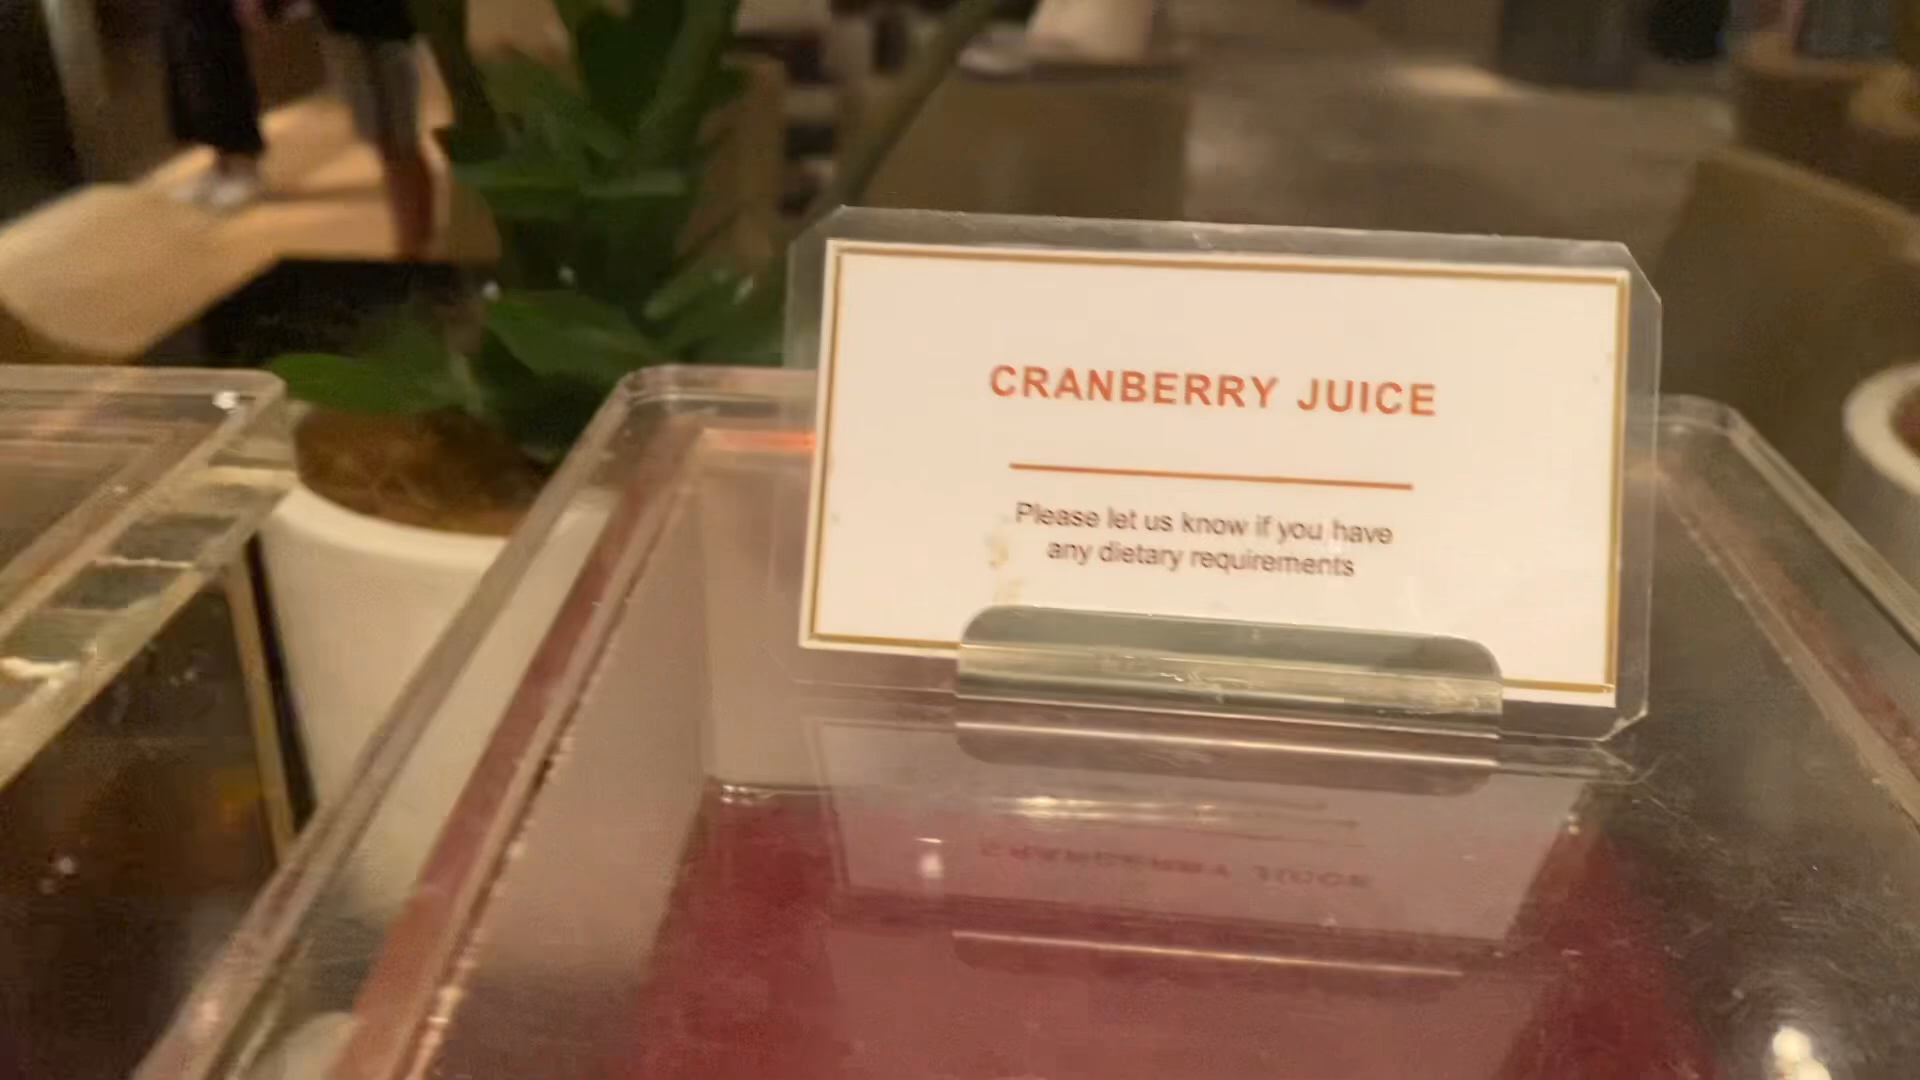 CRANBERRY JUICE
Please let us know if you have
any dietary requirements